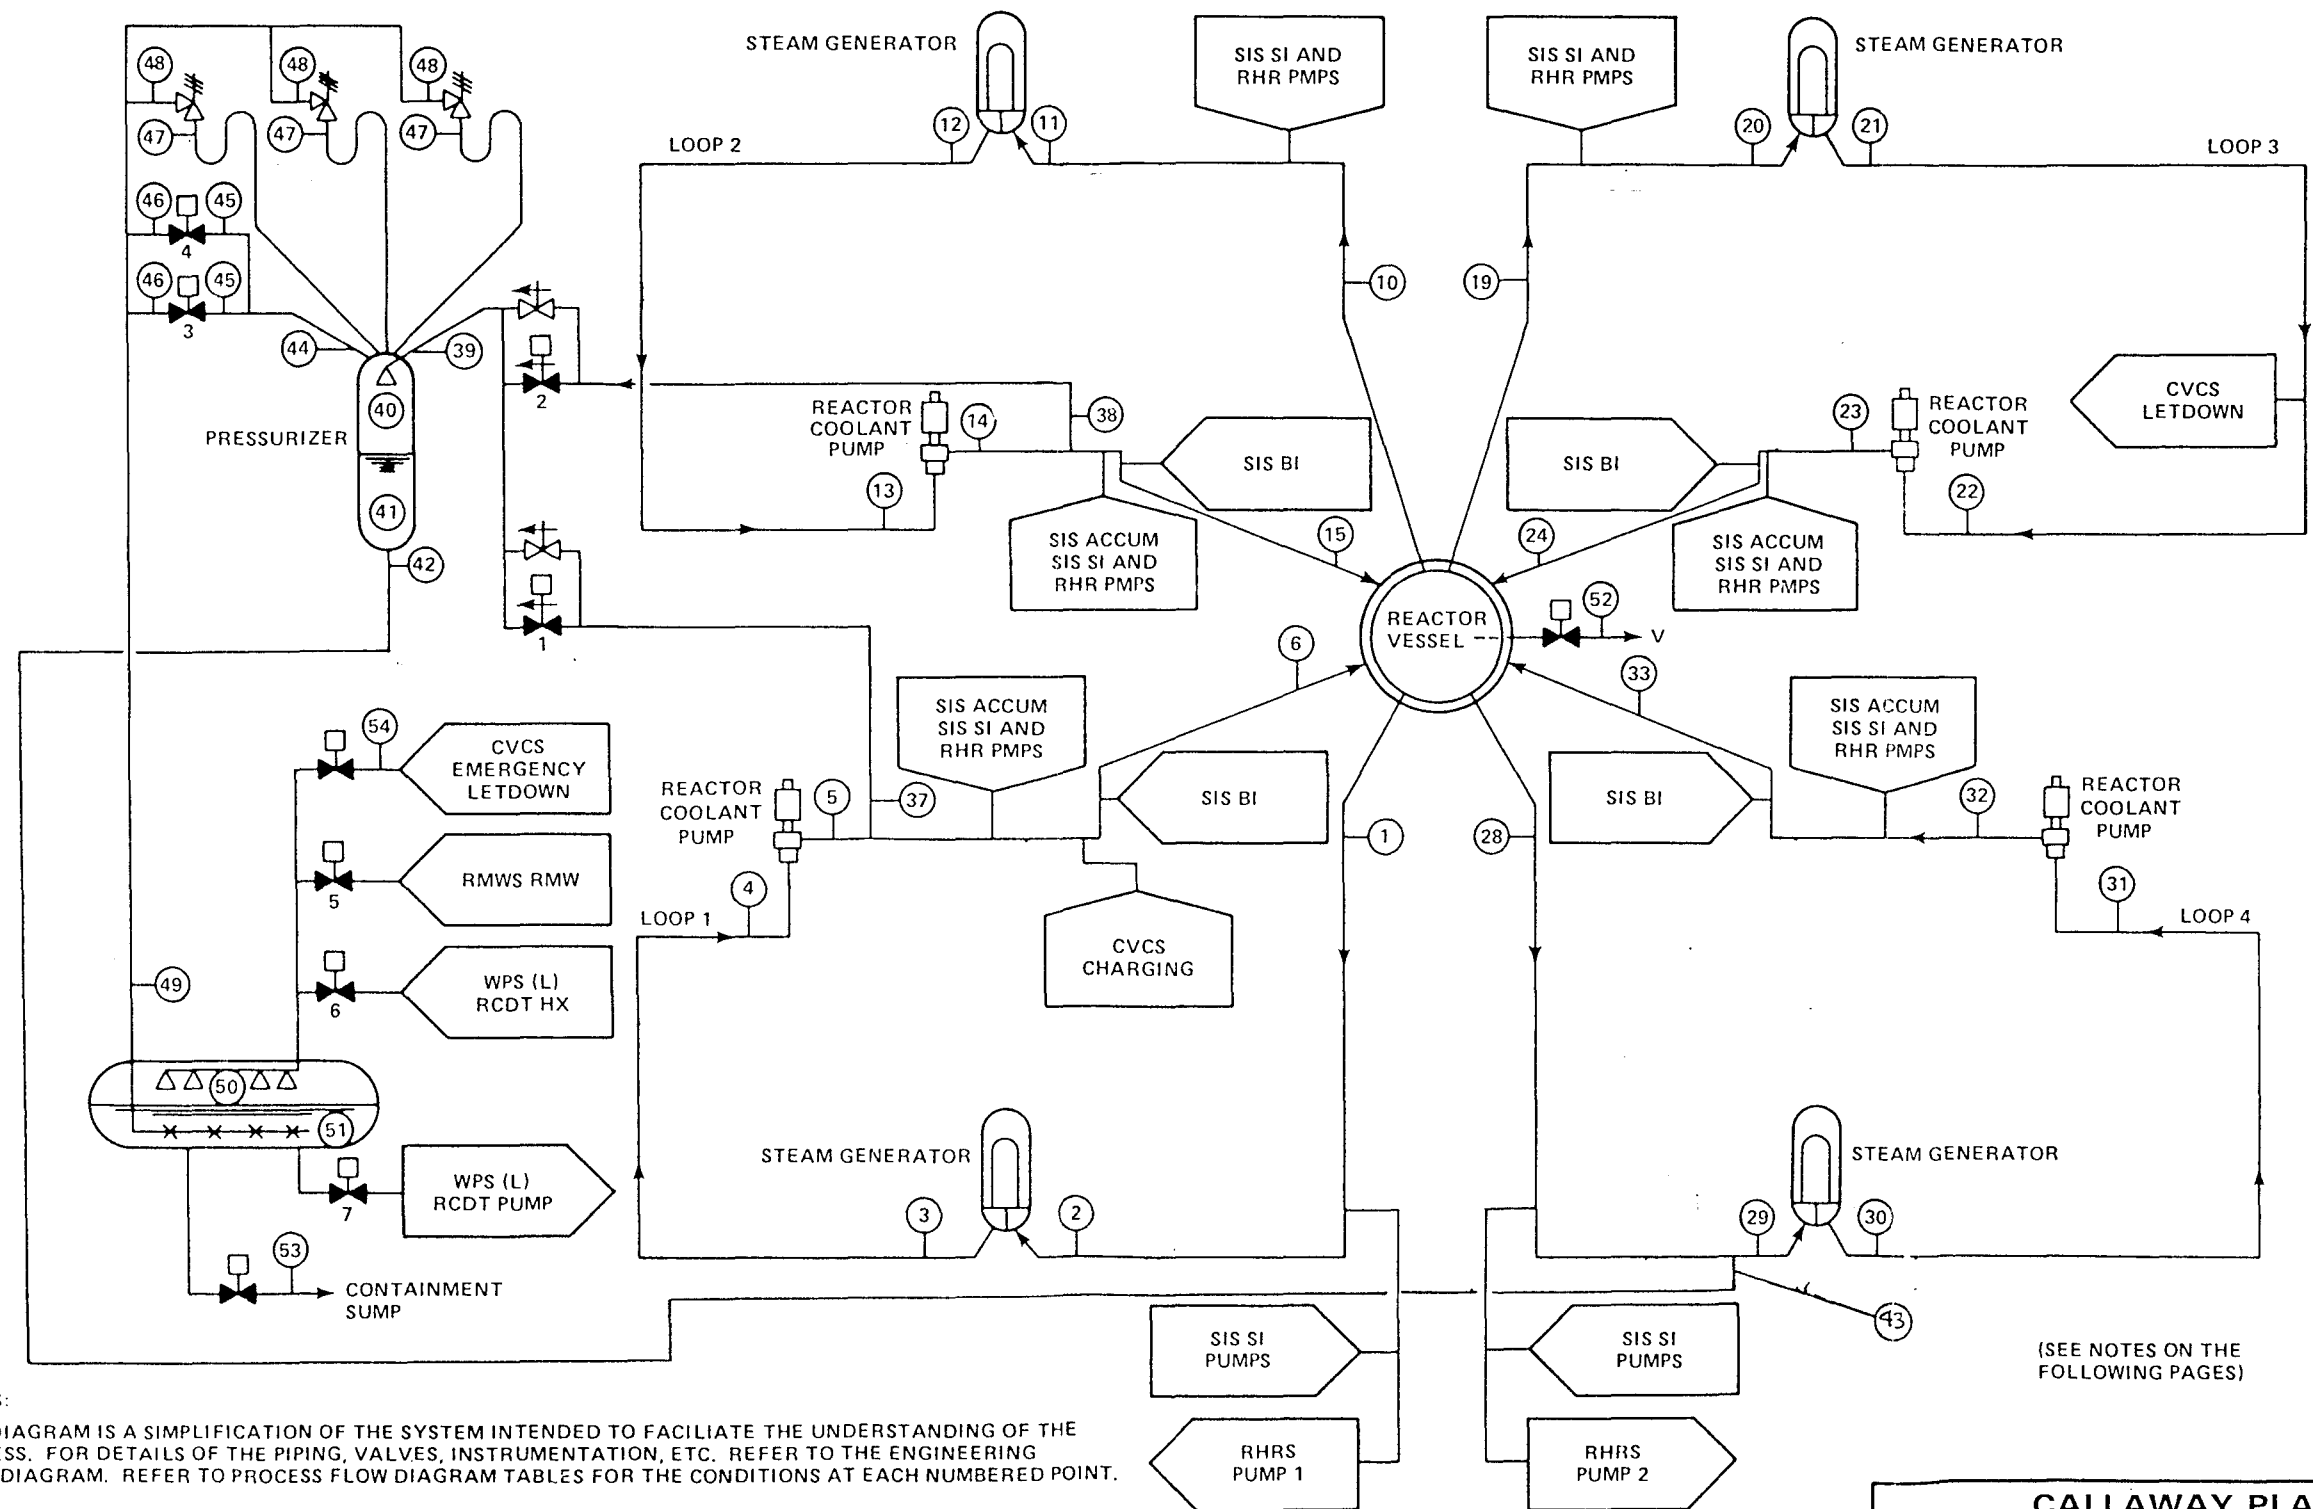 STEAM GENERATOR
SIS SI AND
RHR PMPS
SIS SI AND
RHR PMPS
STEAM GENERATOR
48
48
48
47
47
47
12
11
20
21
LOOP 2
LOOP 3
46
45
4
46
45
3
10
19
44
39
2
40
PRESSURIZER
41
42
REACTOR
COOLANT
PUMP
14
38
13
SIS BI
SIS BI
23
REACTOR
COOLANT
PUMP
CVCS
LETDOWN
22
SIS ACCUM
SIS SI AND
RHR PMPS
15
24
SIS ACCUM
SIS SI AND
RHR PMPS
1
REACTOR
VESSEL
52
V
6
33
54
CVCS
EMERGENCY
LETDOWN
SIS ACCUM
SIS SI AND
RHR PMPS
SIS ACCUM
SIS SI AND
RHR PMPS
REACTOR
COOLANT
PUMP
5
37
SIS BI
SIS BI
32
REACTOR
COOLANT
PUMP
1
28
5
RMWS RMW
4
LOOP 1
31
LOOP 4
6
WPS (L)
RCDT HX
CVCS
CHARGING
49
50
51
WPS (L)
RCDT PUMP
7
STEAM GENERATOR
3
2
STEAM GENERATOR
29
30
53
CONTAINMENT
SUMP
43
SIS SI
PUMPS
SIS SI
PUMPS
(SEE NOTES ON THE
FOLLOWING PAGES)
RHRS
PUMP 1
RHRS
PUMP 2
S:
DIAGRAM IS A SIMPLIFICATION OF THE SYSTEM INTENDED TO FACILIATE THE UNDERSTANDING OF THE
ESS. FOR DETAILS OF THE PIPING, VALVES, INSTRUMENTATION, ETC. REFER TO THE ENGINEERING
DIAGRAM. REFER TO PROCESS FLOW DIAGRAM TABLES FOR THE CONDITIONS AT EACH NUMBERED POINT.
CALLAWAY PLA